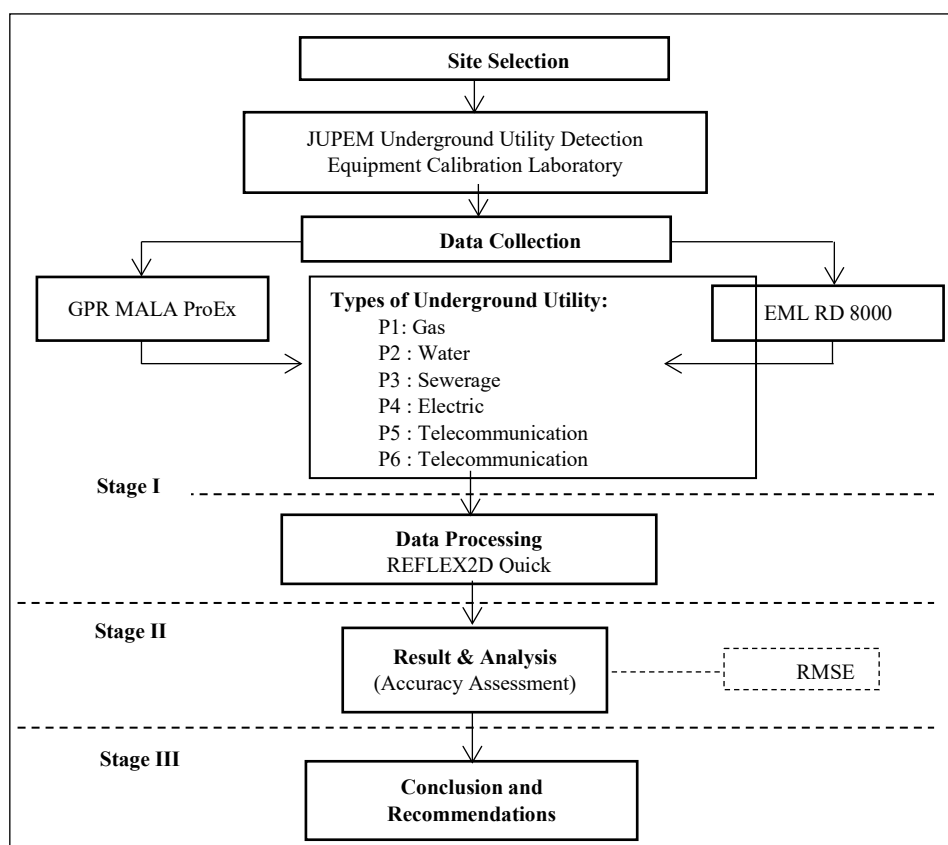 Site Selection
JUPEM Underground Utility Detection
Equipment Calibration Laboratory
Data Collection
GPR MALA ProEx
Types of Underground Utility:
P1: Gas
P2 : Water
P3 : Sewerage
P4 : Electric
P5 : Telecommunication
P6 : Telecommunication
EML RD 8000
Stage I
Data Processing
REFLEX2D Quick
Stage II
Result & Analysis
(Accuracy Assessment)
RMSE
Stage III
Conclusion and
Recommendations